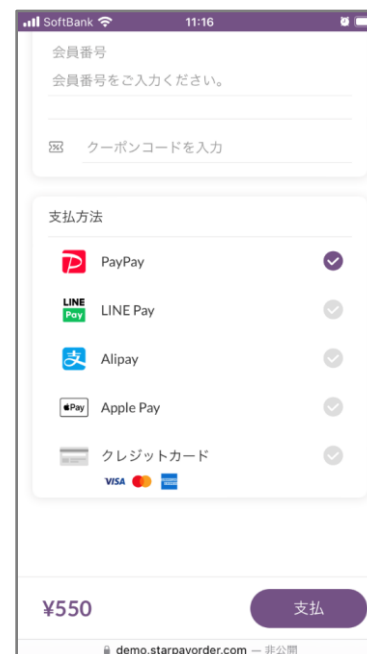 SoftBank 11:16
会員番号
会員番号をご入力ください。
クーポンコードを入力
支払方法
PayPay
LINE Pay
LINE Pay
支 Alipay
Pay Apple Pay
クレジットカード
VISA
¥550 支払
demo.starpayorder.com — 非公開